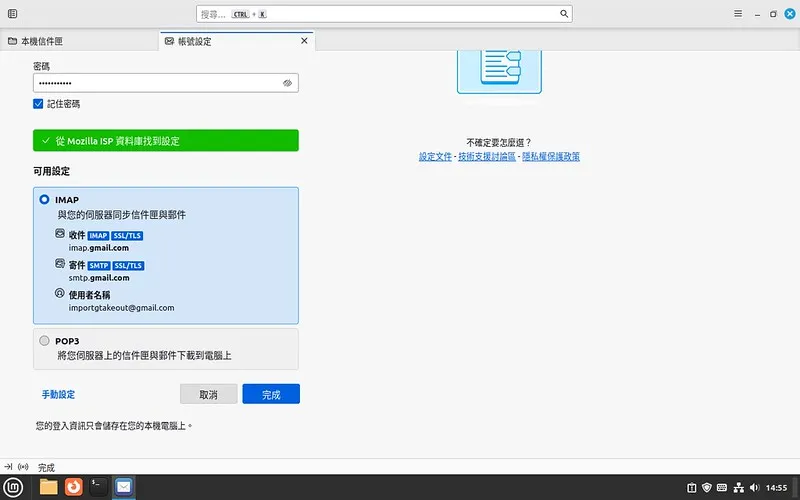 搜尋… CTRL + K
本機信件匣
帳號設定
密碼
•••••••••••
記住密碼
從 Mozilla ISP 資料庫找到設定
可用設定
IMAP
與您的伺服器同步信件匣與郵件
收件 IMAP SSL/TLS
imap.gmail.com
寄件 SMTP SSL/TLS
smtp.gmail.com
使用者名稱
importgtakeout@gmail.com
POP3
將您伺服器上的信件匣與郵件下載到電腦上
手動設定
取消
完成
您的登入資訊只會儲存在您的本機電腦上。
不確定要怎麼選？
設定文件 - 技術支援討論區 - 隱私權保護政策
完成
14:55